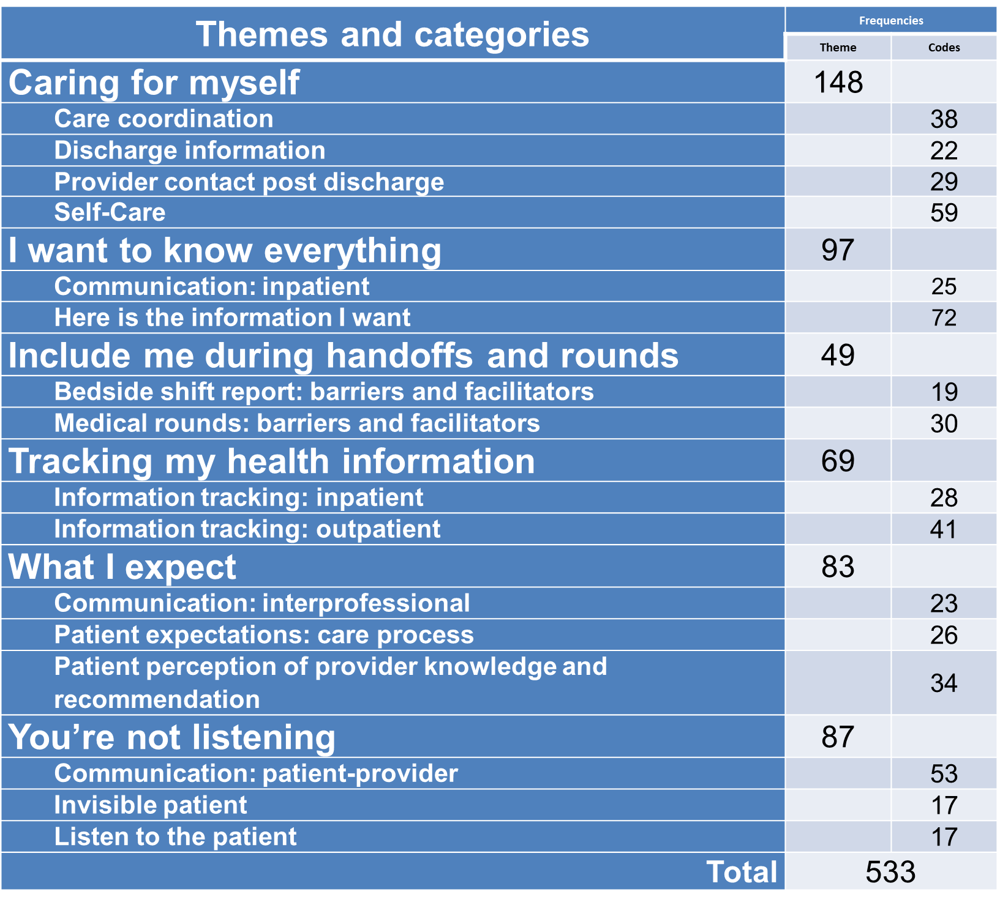 Themes and categories
Frequencies
Theme Codes
Caring for myself 148
Care coordination 38
Discharge information 22
Provider contact post discharge 29
Self-Care 59
I want to know everything 97
Communication: inpatient 25
Here is the information I want 72
Include me during handoffs and rounds 49
Bedside shift report: barriers and facilitators 19
Medical rounds: barriers and facilitators 30
Tracking my health information 69
Information tracking: inpatient 28
Information tracking: outpatient 41
What I expect 83
Communication: interprofessional 23
Patient expectations: care process 26
Patient perception of provider knowledge and
recommendation 34
You’re not listening 87
Communication: patient-provider 53
Invisible patient 17
Listen to the patient 17
Total 533